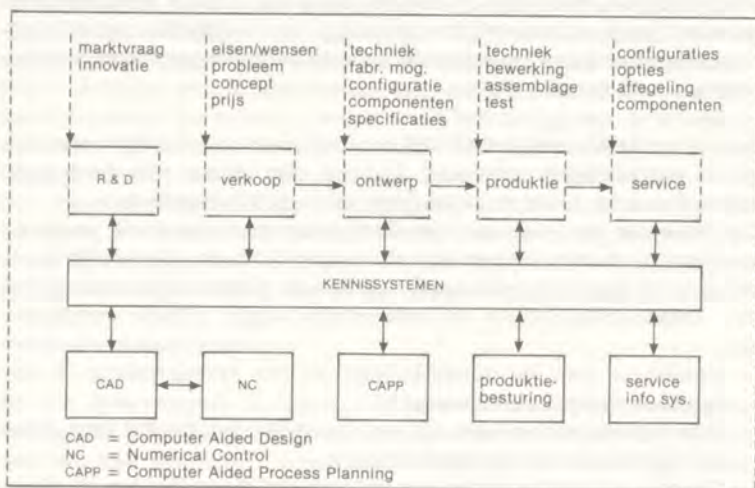 marktvraag
innovatie
eisen/wensen
probleem
concept
prijs
techniek
fabr. mog.
configuratie
componenten
specificaties
techniek
bewerking
assemblage
test
configuraties
opties
afregeling
componenten
R & D
verkoop
ontwerp
produktie
service
KENNISSYSTEMEN
CAD
NC
CAPP
produktie-
besturing
service
info sys.
CAD = Computer Aided Design
NC = Numerical Control
CAPP = Computer Aided Process Planning